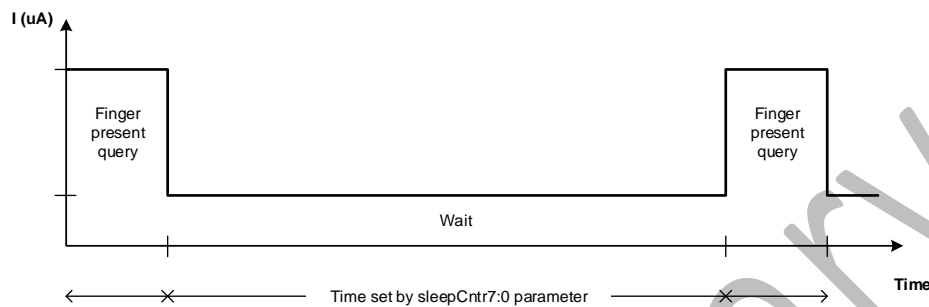 I (uA)
Finger
present
query
Finger
present
query
Wait
Time
Time set by sleepCntr7:0 parameter